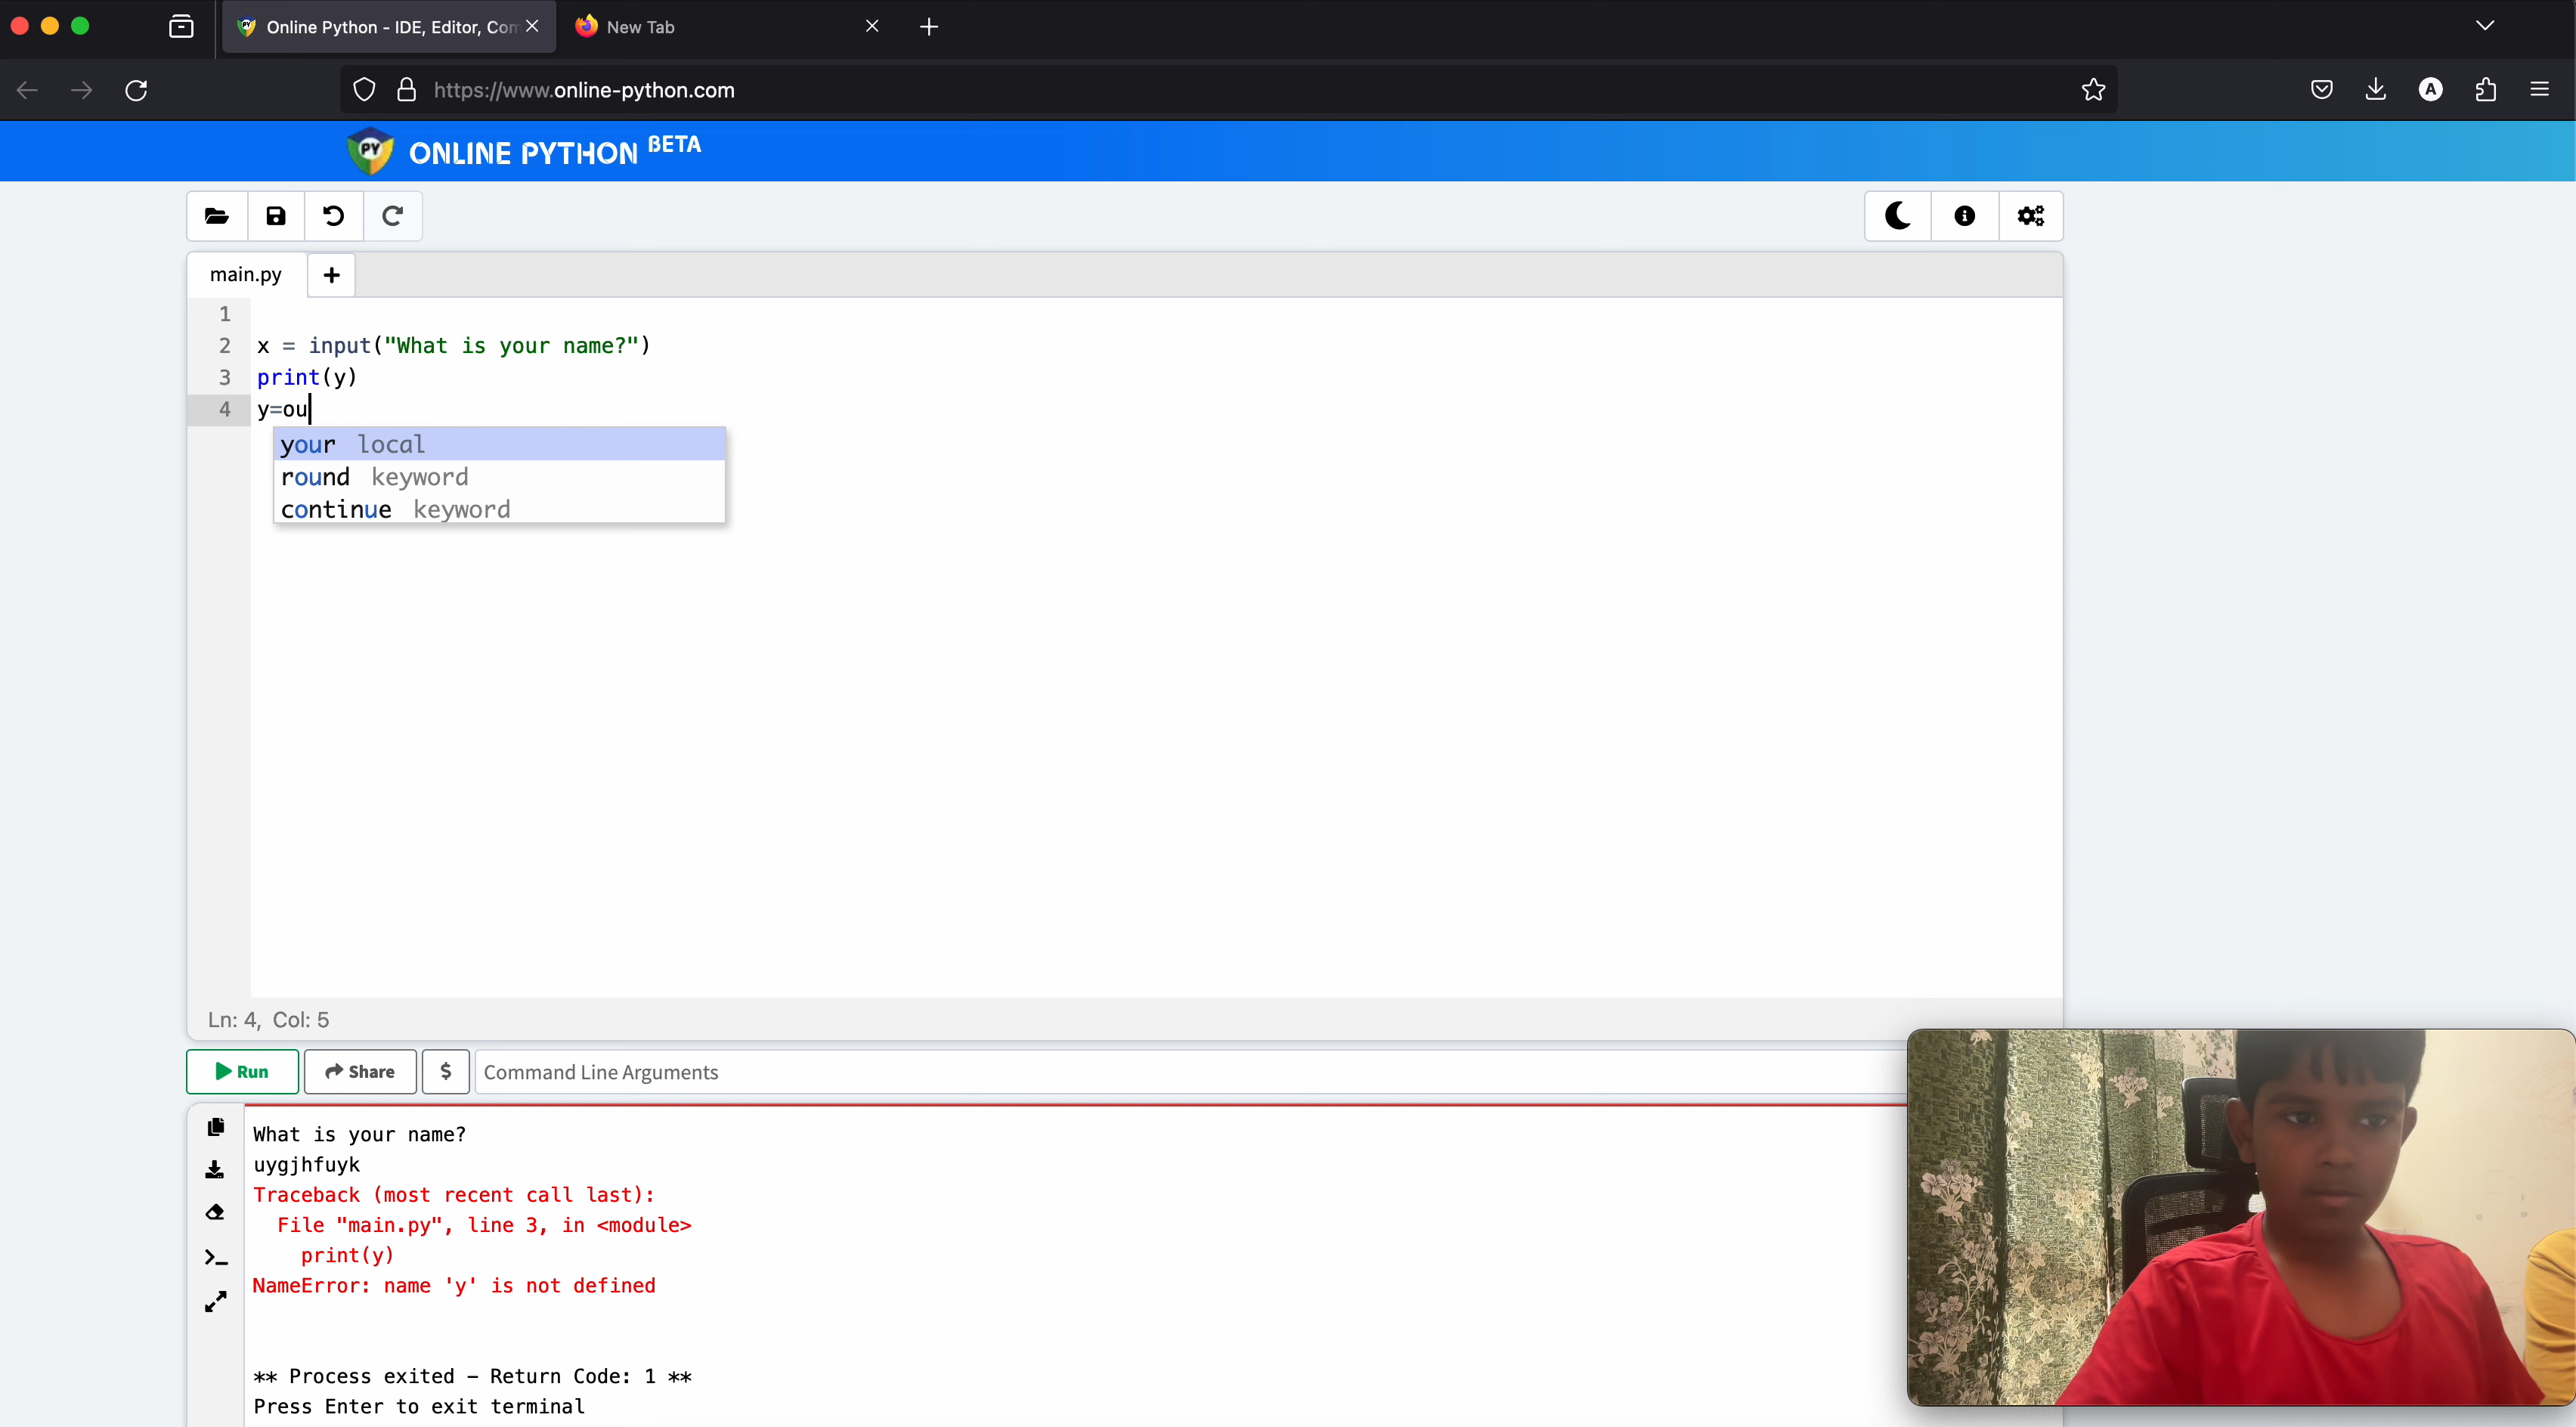 Online Python - IDE, Editor, Com
New Tab
https://www.online-python.com
PY ONLINE PYTHON BETA
main.py
1
2 x = input("What is your name?")
3 print(y)
4 y=ou
your local
round keyword
continue keyword
Ln: 4, Col: 5
Run Share $ Command Line Arguments
What is your name?
uygjhfuyk
Traceback (most recent call last):
File "main.py", line 3, in <module>
print(y)
NameError: name 'y' is not defined
** Process exited - Return Code: 1 **
Press Enter to exit terminal